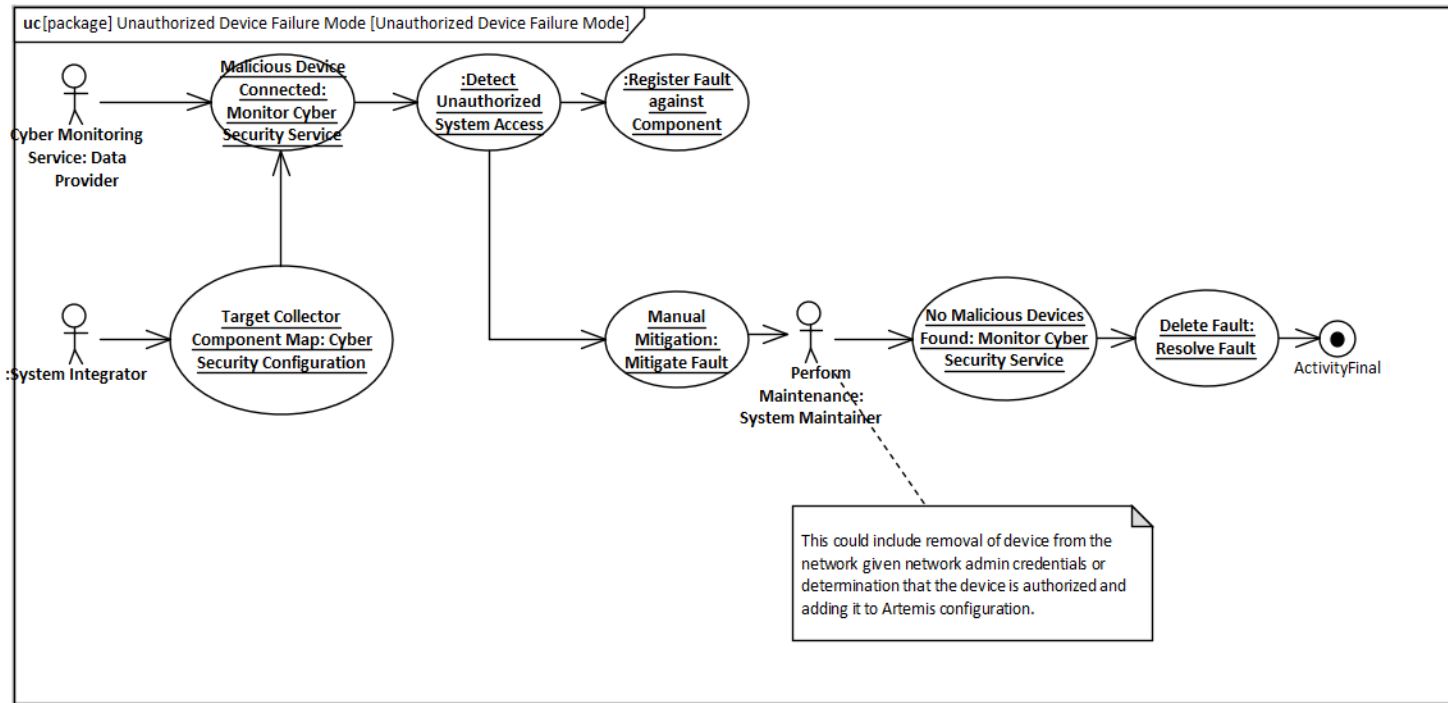 uc [package] Unauthorized Device Failure Mode [Unauthorized Device Failure Mode]
Malicious Device
Connected:
Monitor Cyber
Security Service
:Detect
Unauthorized
System Access
:Register Fault
against
Component
Cyber Monitoring
Service: Data
Provider
Target Collector
Component Map: Cyber
Security Configuration
:System Integrator
Manual
Mitigation:
Mitigate Fault
Perform
Maintenance:
System Maintainer
No Malicious Devices
Found: Monitor Cyber
Security Service
Delete Fault:
Resolve Fault
ActivityFinal
This could include removal of device from the
network given network admin credentials or
determination that the device is authorized and
adding it to Artemis configuration.